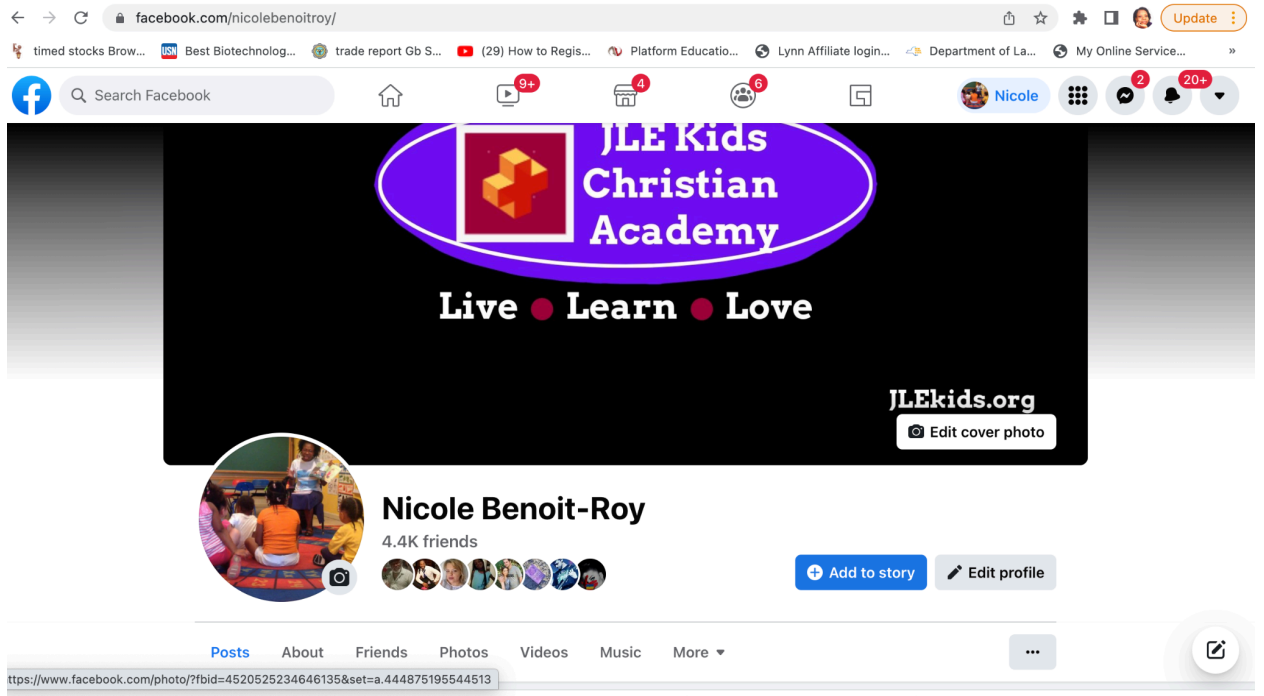 facebook.com/nicolebenoitroy/
Update
timed stocks Brow...
USN Best Biotechnolog...
trade report Gb S...
(29) How to Regis...
Platform Educatio...
Lynn Affiliate login...
Department of La...
My Online Service...
»
Search Facebook
9+
4
6
Nicole
2
20+
JLE Kids
Christian
Academy
Live • Learn • Love
JLEkids.org
Edit cover photo
Nicole Benoit-Roy
4.4K friends
Add to story
Edit profile
Posts
About
Friends
Photos
Videos
Music
More
ttps://www.facebook.com/photo/?fbid=4520525234646135&set=a.444875195544513